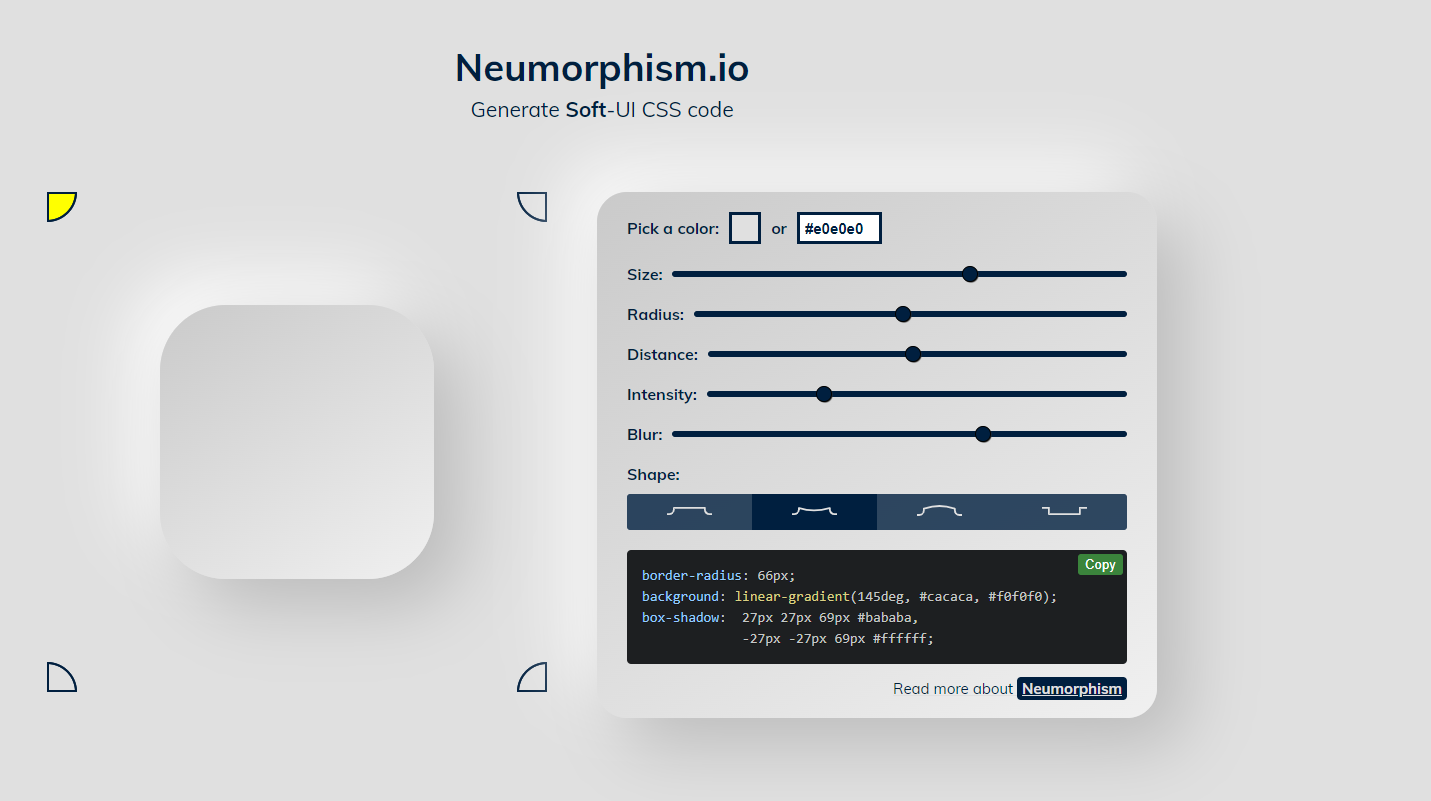 Neumorphism.io
Generate Soft-UI CSS code
Pick a color: or #e0e0e0
Size:
Radius:
Distance:
Intensity:
Blur:
Shape:
Copy
border-radius: 66px;
background: linear-gradient(145deg, #cacaca, #f0f0f0);
box-shadow:  27px 27px 69px #bababa,
             -27px -27px 69px #ffffff;
Read more about Neumorphism